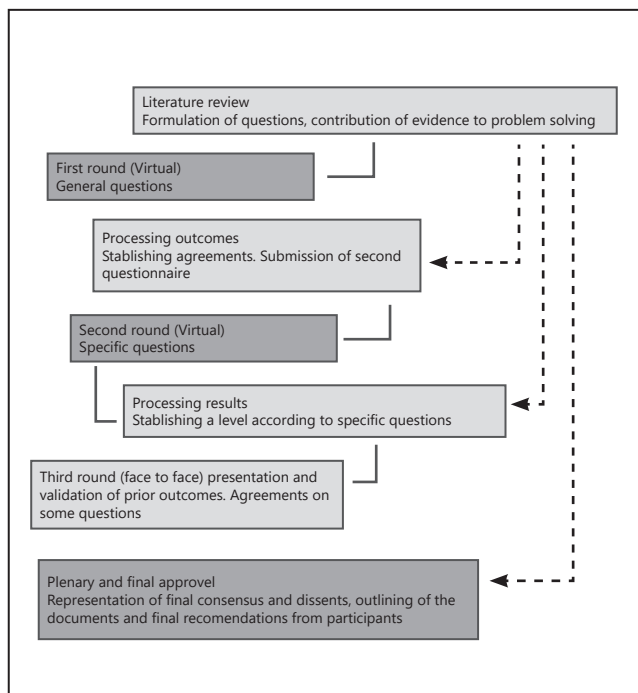 Literature review
Formulation of questions, contribution of evidence to problem solving
First round (Virtual)
General questions
Processing outcomes
Stablishing agreements. Submission of second
questionnaire
Second round (Virtual)
Specific questions
Processing results
Establishing a level according to specific questions
Third round (face to face) presentation and
validation of prior outcomes. Agreements on
some questions
Plenary and final approvel
Representation of final consensus and dissents, outlining of the
documents and final recomendations from participants